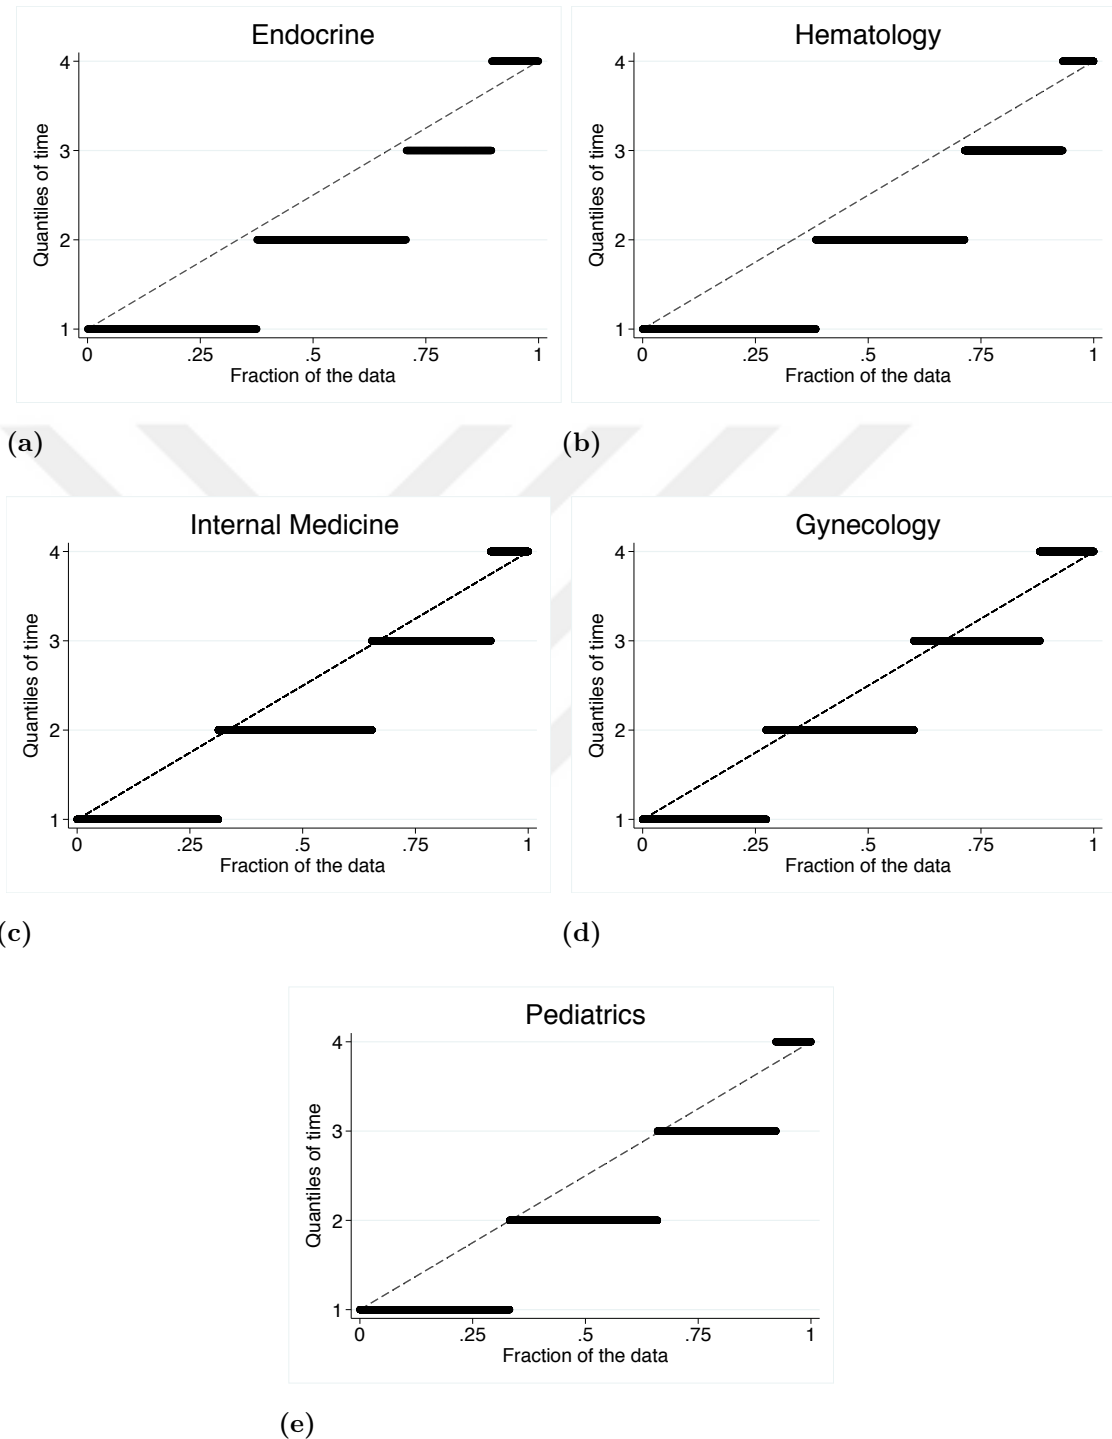 Endocrine
Quantiles of time
4
3
2
1
0 .25 .5 .75 1
Fraction of the data
(a)
Hematology
Quantiles of time
4
3
2
1
0 .25 .5 .75 1
Fraction of the data
(b)
Internal Medicine
Quantiles of time
4
3
2
1
0 .25 .5 .75 1
Fraction of the data
(c)
Gynecology
Quantiles of time
4
3
2
1
0 .25 .5 .75 1
Fraction of the data
(d)
Pediatrics
Quantiles of time
4
3
2
1
0 .25 .5 .75 1
Fraction of the data
(e)